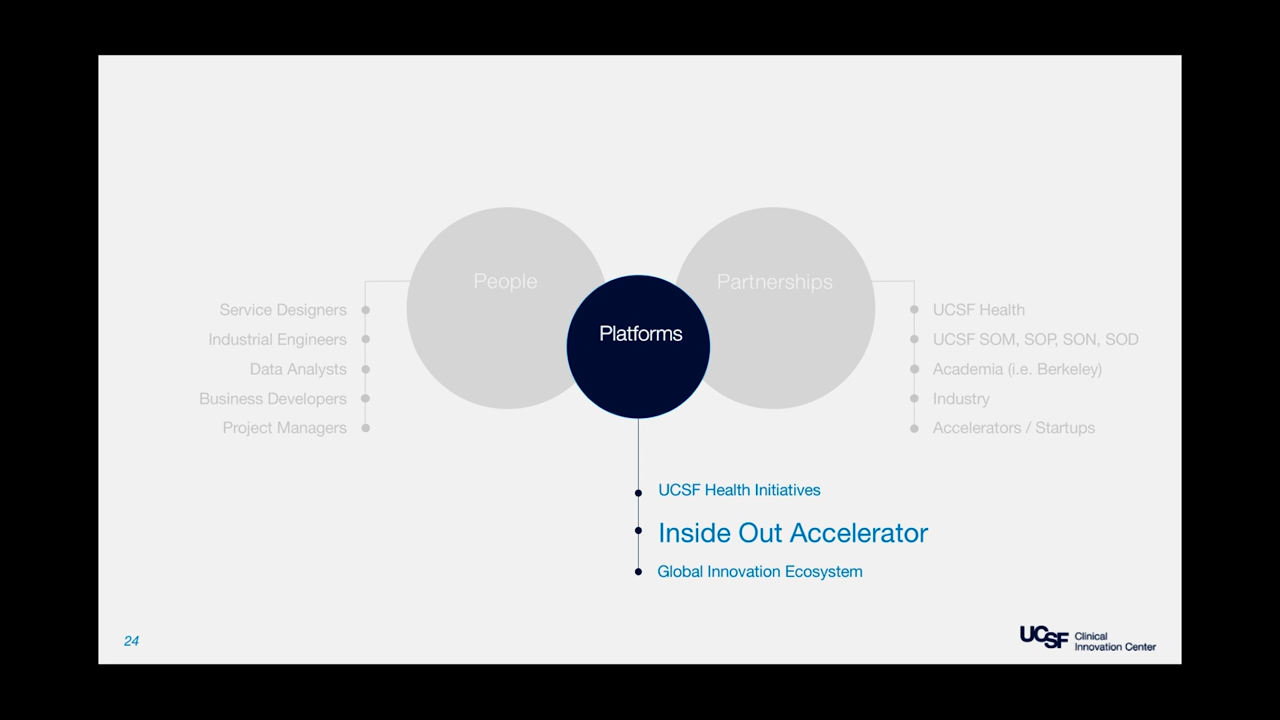 People
Service Designers
Industrial Engineers
Data Analysts
Business Developers
Project Managers
Platforms
Partnerships
UCSF Health
UCSF SOM, SOP, SON, SOD
Academia (i.e. Berkeley)
Industry
Accelerators / Startups
UCSF Health Initiatives
Inside Out Accelerator
Global Innovation Ecosystem
24
UCSF Clinical
Innovation Center